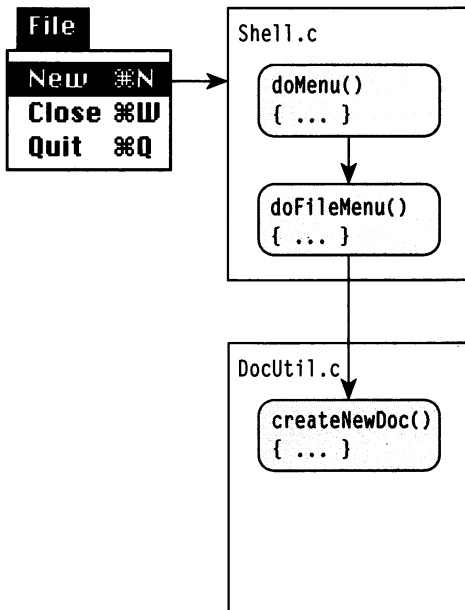 File
New ⌘N
Close ⌘W
Quit ⌘Q
Shell.c
doMenu()
{ ... }
doFileMenu()
{ ... }
DocUtil.c
createNewDoc()
{ ... }